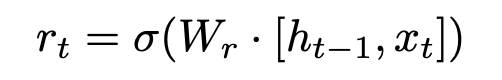 r_t = σ(W_r · [h_{t−1}, x_t])